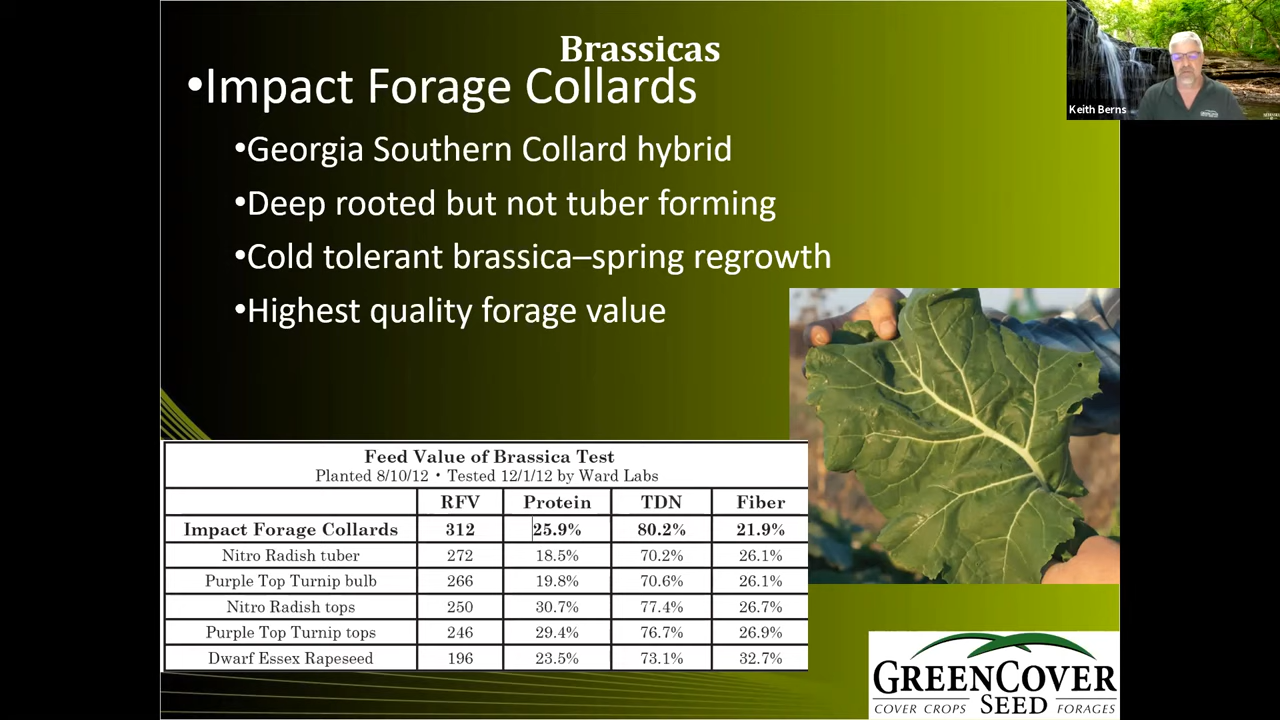 Brassicas
•Impact Forage Collards
•Georgia Southern Collard hybrid
•Deep rooted but not tuber forming
•Cold tolerant brassica–spring regrowth
•Highest quality forage value
Keith Berns
Feed Value of Brassica Test
Planted 8/10/12 • Tested 12/1/12 by Ward Labs
RFV Protein TDN Fiber
Impact Forage Collards 312 25.9% 80.2% 21.9%
Nitro Radish tuber 272 18.5% 70.2% 26.1%
Purple Top Turnip bulb 266 19.8% 70.6% 26.1%
Nitro Radish tops 250 30.7% 77.4% 26.7%
Purple Top Turnip tops 246 29.4% 76.7% 26.9%
Dwarf Essex Rapeseed 196 23.5% 73.1% 32.7%
GREENCOVER
COVER CROPS SEED FORAGES